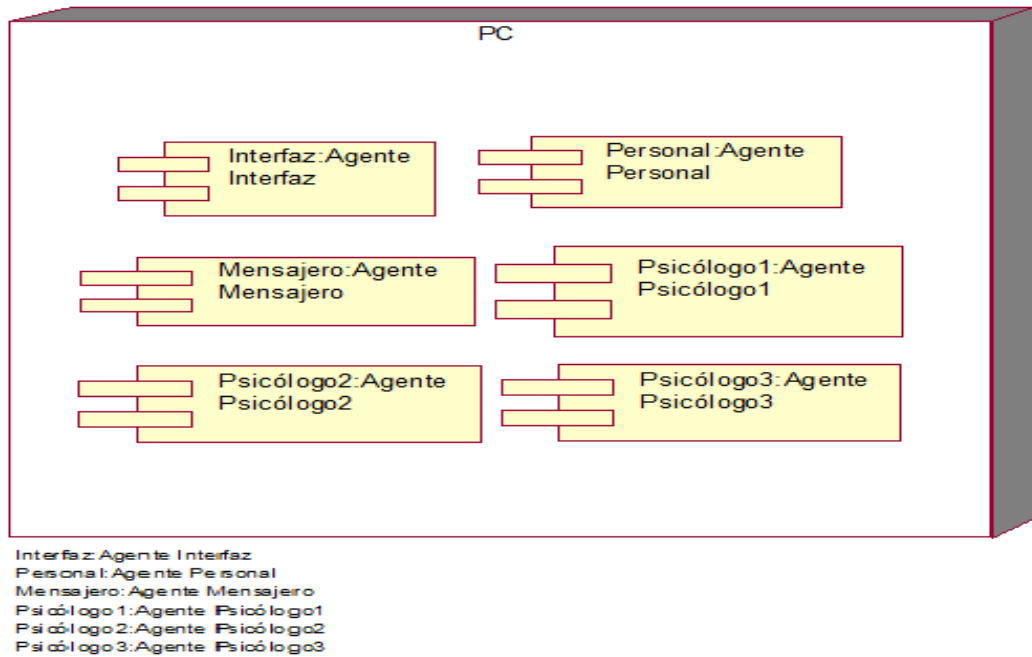 PC
Interfaz:Agente
Interfaz
Personal:Agente
Personal
Mensajero:Agente
Mensajero
Psicólogo1:Agente
Psicólogo1
Psicólogo2:Agente
Psicólogo2
Psicólogo3:Agente
Psicólogo3
Interfaz:Agente Interfaz
Personal:Agente Personal
Mensajero:Agente Mensajero
Psicólogo1:Agente Psicólogo1
Psicólogo2:Agente Psicólogo2
Psicólogo3:Agente Psicólogo3